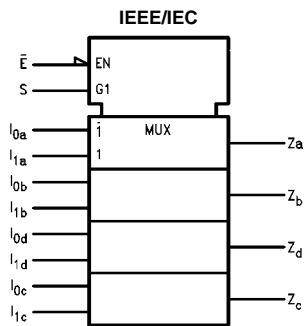 IEEE/IEC
E̅ EN
S G1
I0a 1̅ MUX
I1a 1 Za
I0b
I1b Zb
I0d
I1d Zd
I0c
I1c Zc